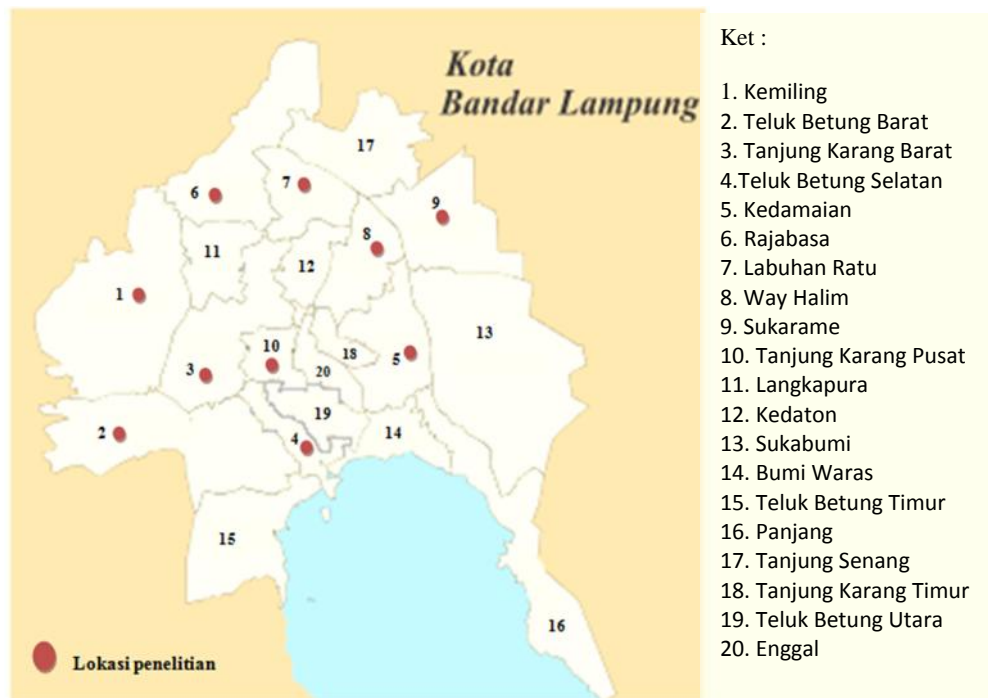 Kota
Bandar Lampung
17
6
7
9
8
11
12
1
13
10
18
5
3
20
19
2
4
14
15
16
Lokasi penelitian
Ket :
1. Kemiling
2. Teluk Betung Barat
3. Tanjung Karang Barat
4.Teluk Betung Selatan
5. Kedamaian
6. Rajabasa
7. Labuhan Ratu
8. Way Halim
9. Sukarame
10. Tanjung Karang Pusat
11. Langkapura
12. Kedaton
13. Sukabumi
14. Bumi Waras
15. Teluk Betung Timur
16. Panjang
17. Tanjung Senang
18. Tanjung Karang Timur
19. Teluk Betung Utara
20. Enggal